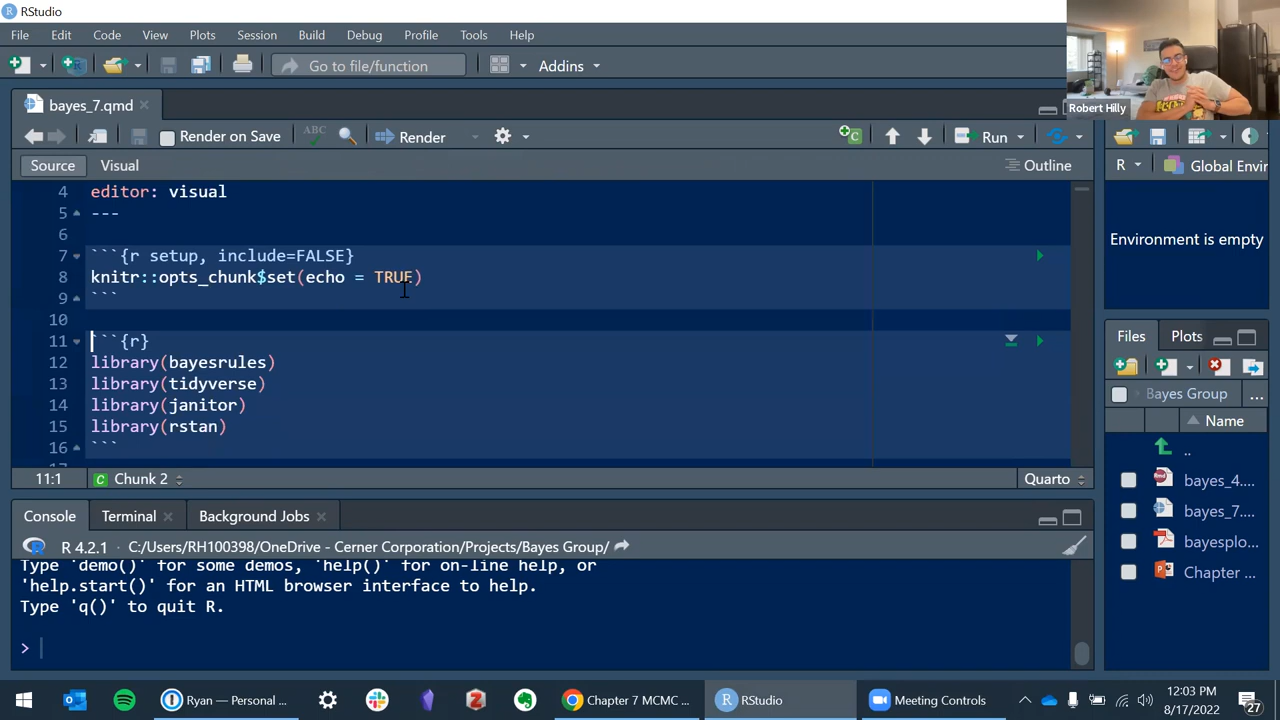 RStudio
File Edit Code View Plots Session Build Debug Profile Tools Help
Go to file/function Addins
Robert Hilly
bayes_7.qmd
Render on Save ABC Render Run R Global Envir
Source Visual Outline
4 editor: visual
5 ---
6
7 ```{r setup, include=FALSE}
8 knitr::opts_chunk$set(echo = TRUE)
9 ```
10
11 ```{r}
12 library(bayesrules)
13 library(tidyverse)
14 library(janitor)
15 library(rstan)
16 ```
17
11:1 C Chunk 2 Quarto
Environment is empty
Files Plots
Bayes Group ...
Name
..
bayes_4....
bayes_7....
bayesplo...
Chapter ...
Console Terminal Background Jobs
R 4.2.1 · C:/Users/RH100398/OneDrive - Cerner Corporation/Projects/Bayes Group/
Type 'demo()' for some demos, 'help()' for on-line help, or
'help.start()' for an HTML browser interface to help.
Type 'q()' to quit R.
>
Ryan — Personal ... Chapter 7 MCMC ... RStudio Meeting Controls
12:03 PM
8/17/2022
27